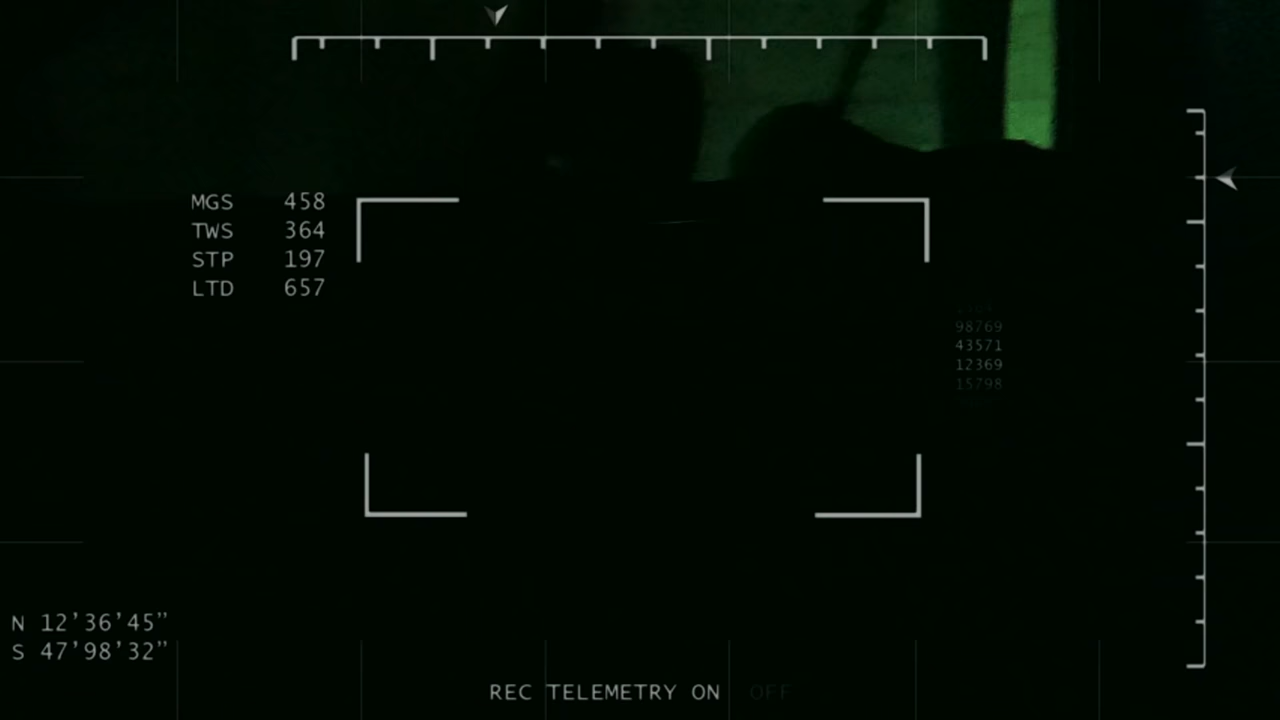 MGS 458
TWS 364
STP 197
LTD 657
98769
43571
12369
15798
N 12’36’45”
S 47’98’32”
REC TELEMETRY ON OFF